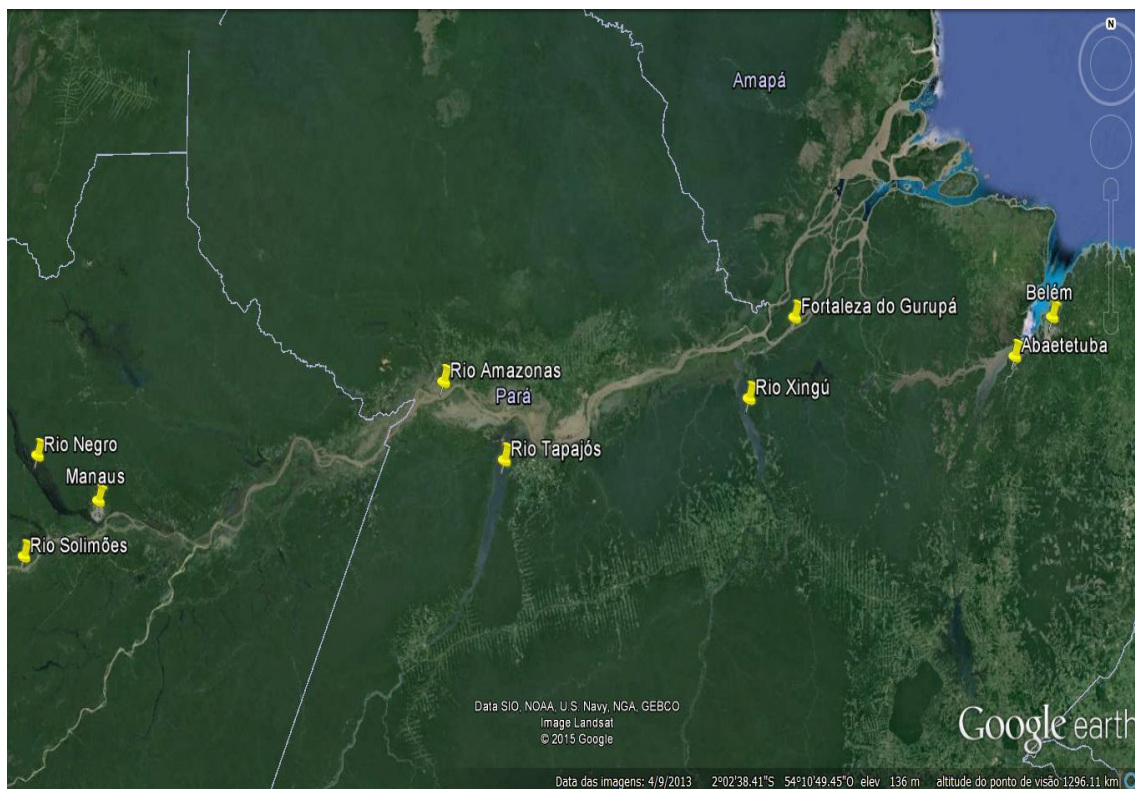 N
Amapá
Fortaleza do Gurupá
Belém
Abaetetuba
Rio Amazonas
Pará
Rio Xingú
Rio Tapajós
Rio Negro
Manaus
Rio Solimões
Data SIO, NOAA, U.S. Navy, NGA, GEBCO
Image Landsat
© 2015 Google
Google earth
Data das imagens: 4/9/2013 2°02'38.41"S 54°10'49.45"O elev 136 m altitude do ponto de visão 1296.11 km